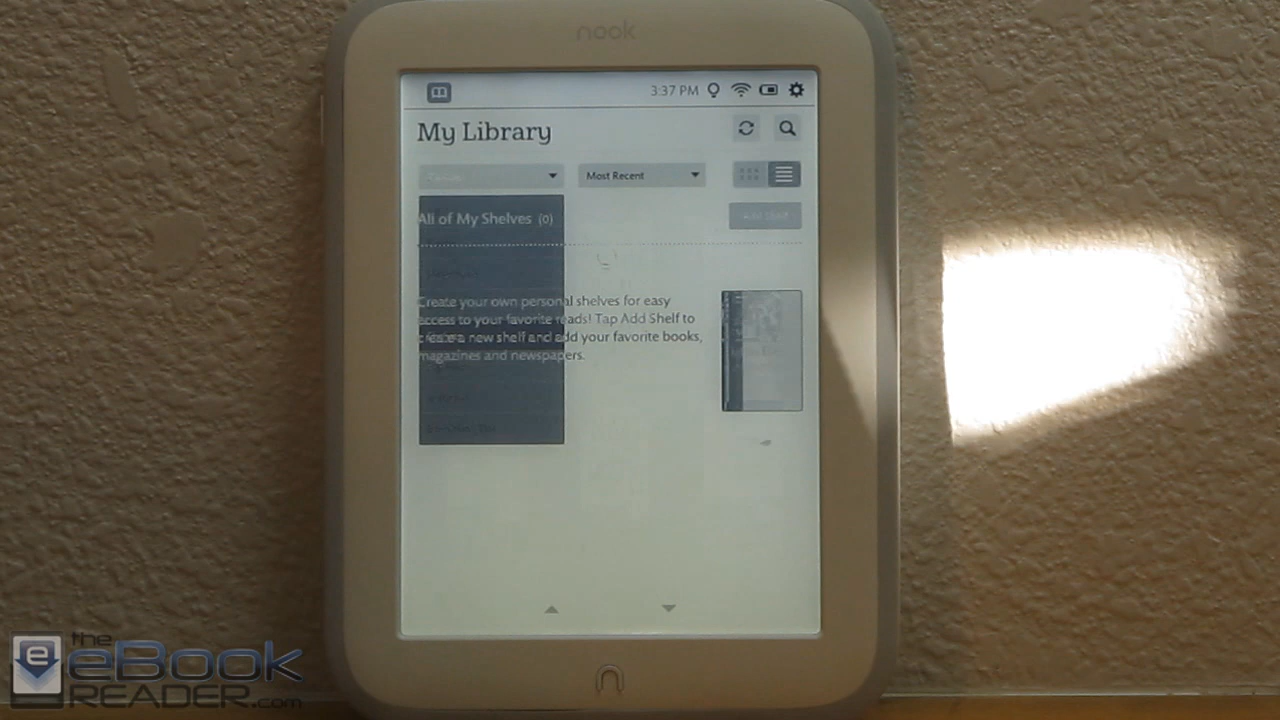 nook
3:37 PM
My Library
Most Recent
All of My Shelves (0)
Add Shelf
Create your own personal shelves for easy
access to your favorite reads! Tap Add Shelf to
create a new shelf and add your favorite books,
magazines and newspapers.
n
the
eBook
READER.com